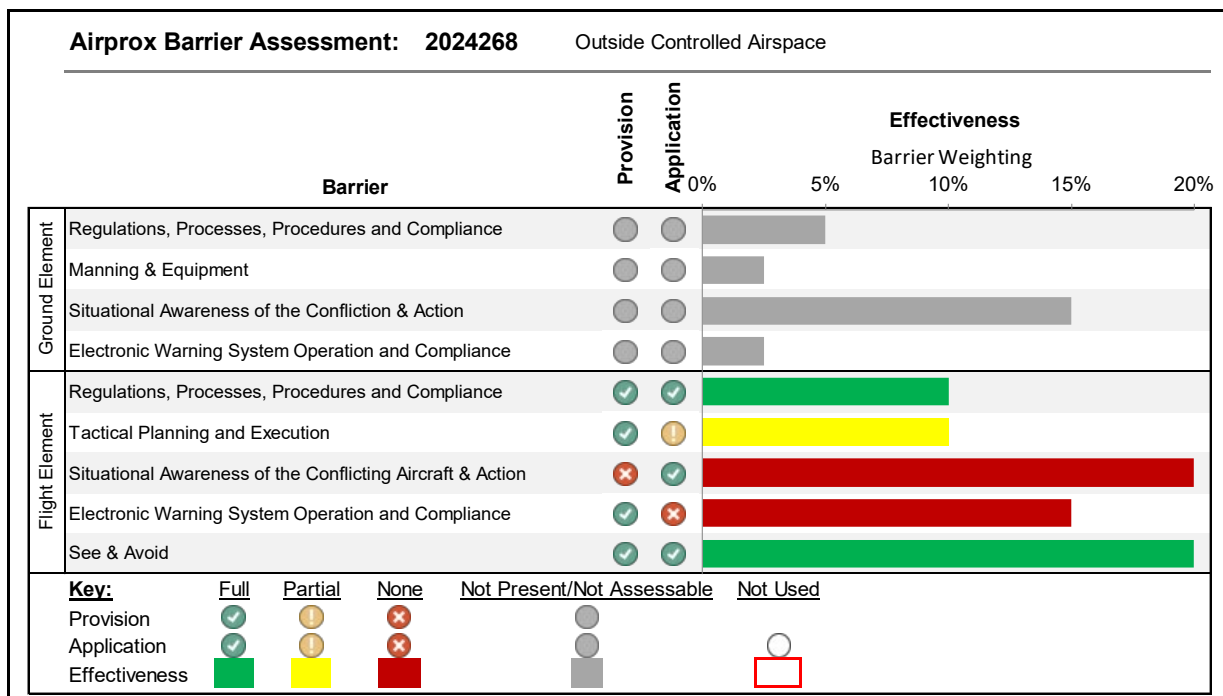 Airprox Barrier Assessment: 2024268 Outside Controlled Airspace
Barrier Provision Application Effectiveness
Barrier Weighting
0% 5% 10% 15% 20%
Ground Element
Regulations, Processes, Procedures and Compliance
Manning & Equipment
Situational Awareness of the Confliction & Action
Electronic Warning System Operation and Compliance
Flight Element
Regulations, Processes, Procedures and Compliance
Tactical Planning and Execution
Situational Awareness of the Conflicting Aircraft & Action
Electronic Warning System Operation and Compliance
See & Avoid
Key: Full Partial None Not Present/Not Assessable Not Used
Provision
Application
Effectiveness